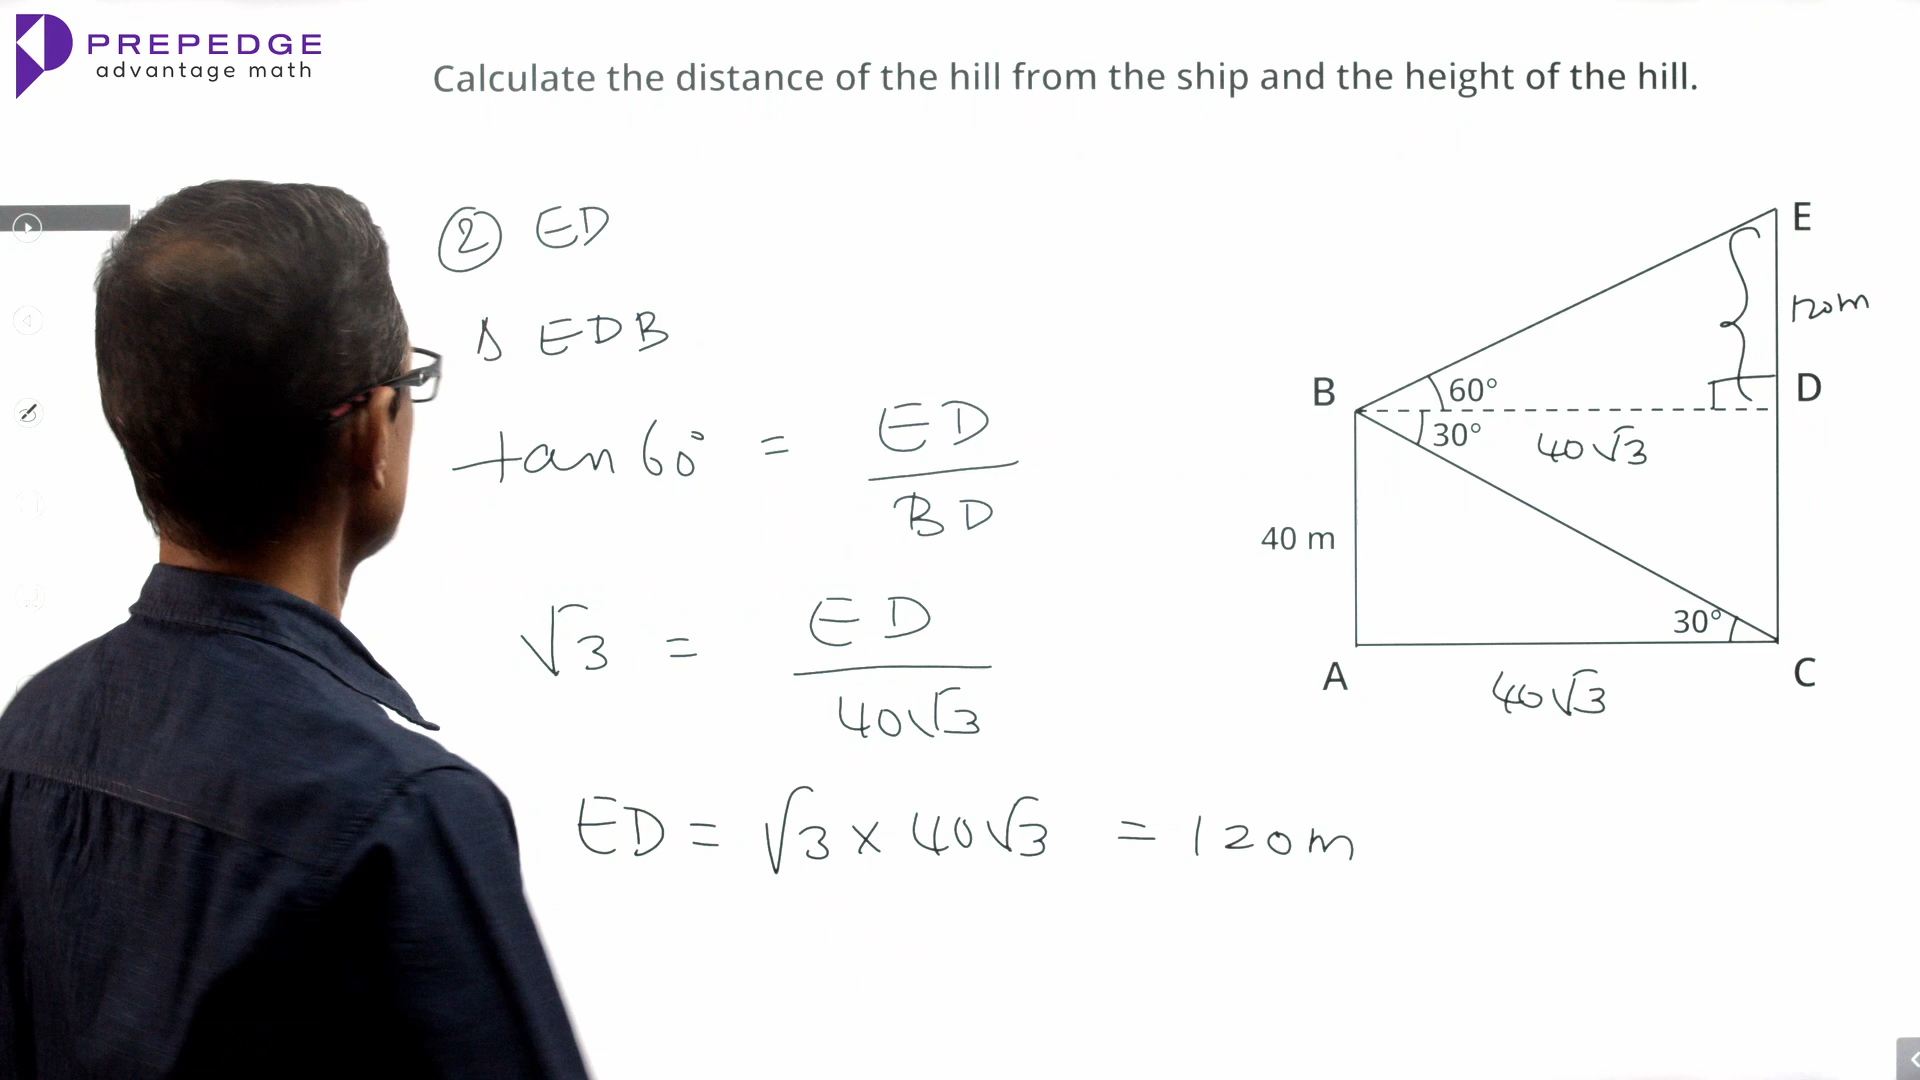 PREPEDGE
advantage math
Calculate the distance of the hill from the ship and the height of the hill.
② ED
Δ EDB
tan 60° = ED
BD
√3 = ED
40√3
ED = √3 x 40√3 = 120m
E
120m
B
60°
D
30°
40√3
40 m
30°
A
C
40√3